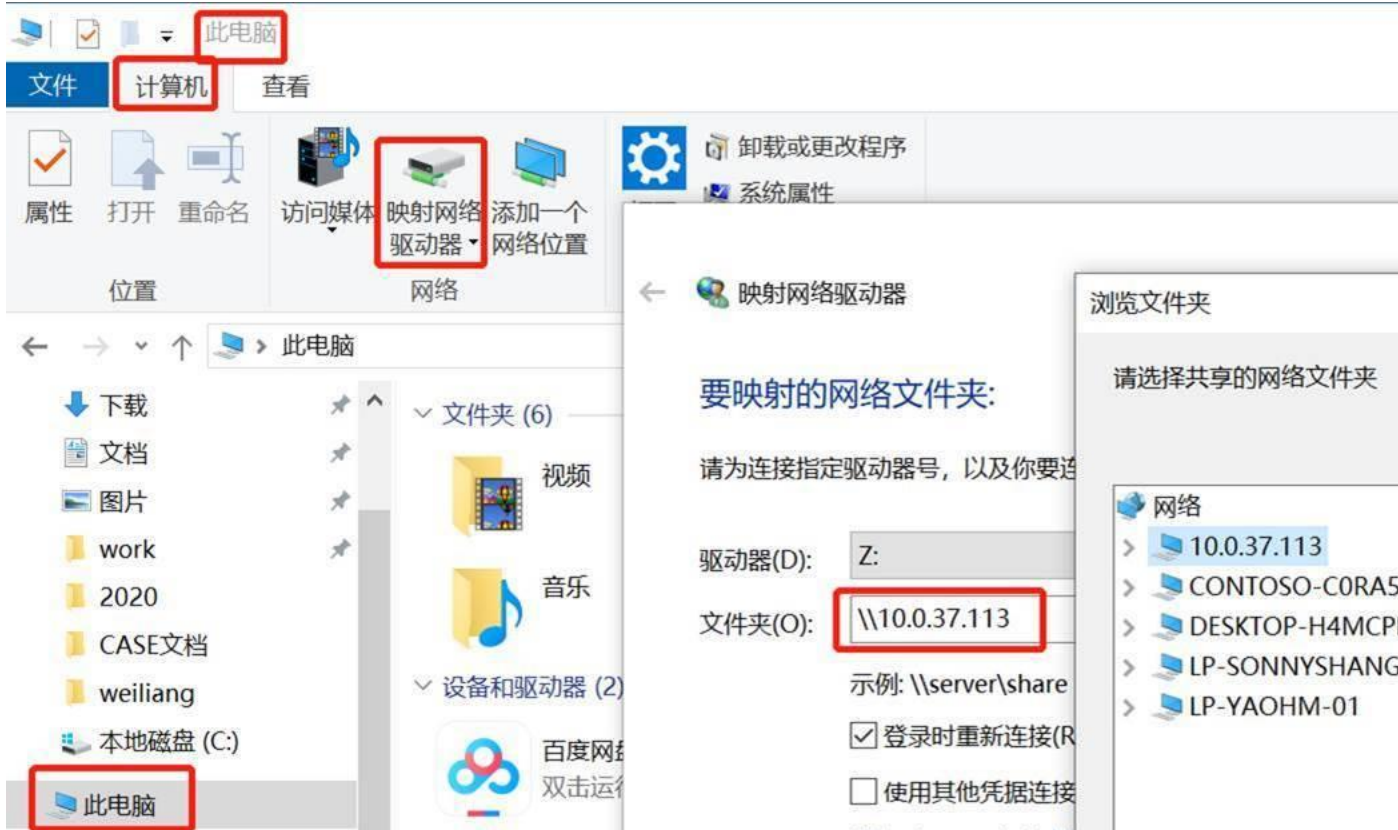 此电脑
文件 计算机 查看
卸载或更改程序
系统属性
属性 打开 重命名 访问媒体 映射网络驱动器 添加一个网络位置
位置 网络
此电脑
下载
文档
图片
work
2020
CASE文档
weiliang
本地磁盘 (C:)
此电脑
文件夹 (6)
视频
音乐
设备和驱动器 (2)
百度网
双击运
映射网络驱动器
要映射的网络文件夹:
请为连接指定驱动器号，以及你要连
驱动器(D): Z:
文件夹(O): \\10.0.37.113
示例: \\server\share
登录时重新连接(R
使用其他凭据连接
浏览文件夹
请选择共享的网络文件夹
网络
10.0.37.113
CONTOSO-C0RA5
DESKTOP-H4MCP
LP-SONNYSHANG
LP-YAOHM-01